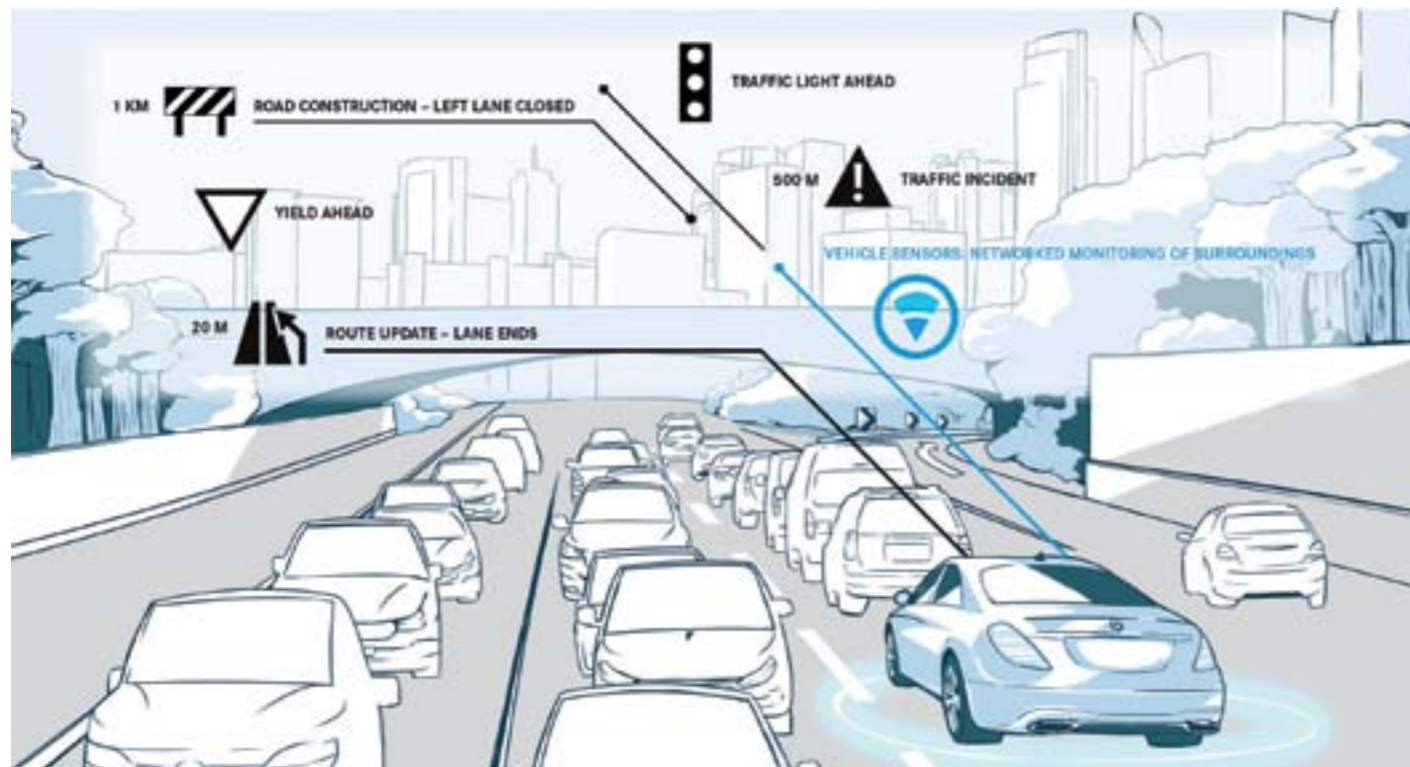 TRAFFIC LIGHT AHEAD
1 KM ROAD CONSTRUCTION – LEFT LANE CLOSED
500 M TRAFFIC INCIDENT
YIELD AHEAD
VEHICLE SENSORS: NETWORKED MONITORING OF SURROUNDINGS
20 M ROUTE UPDATE – LANE ENDS